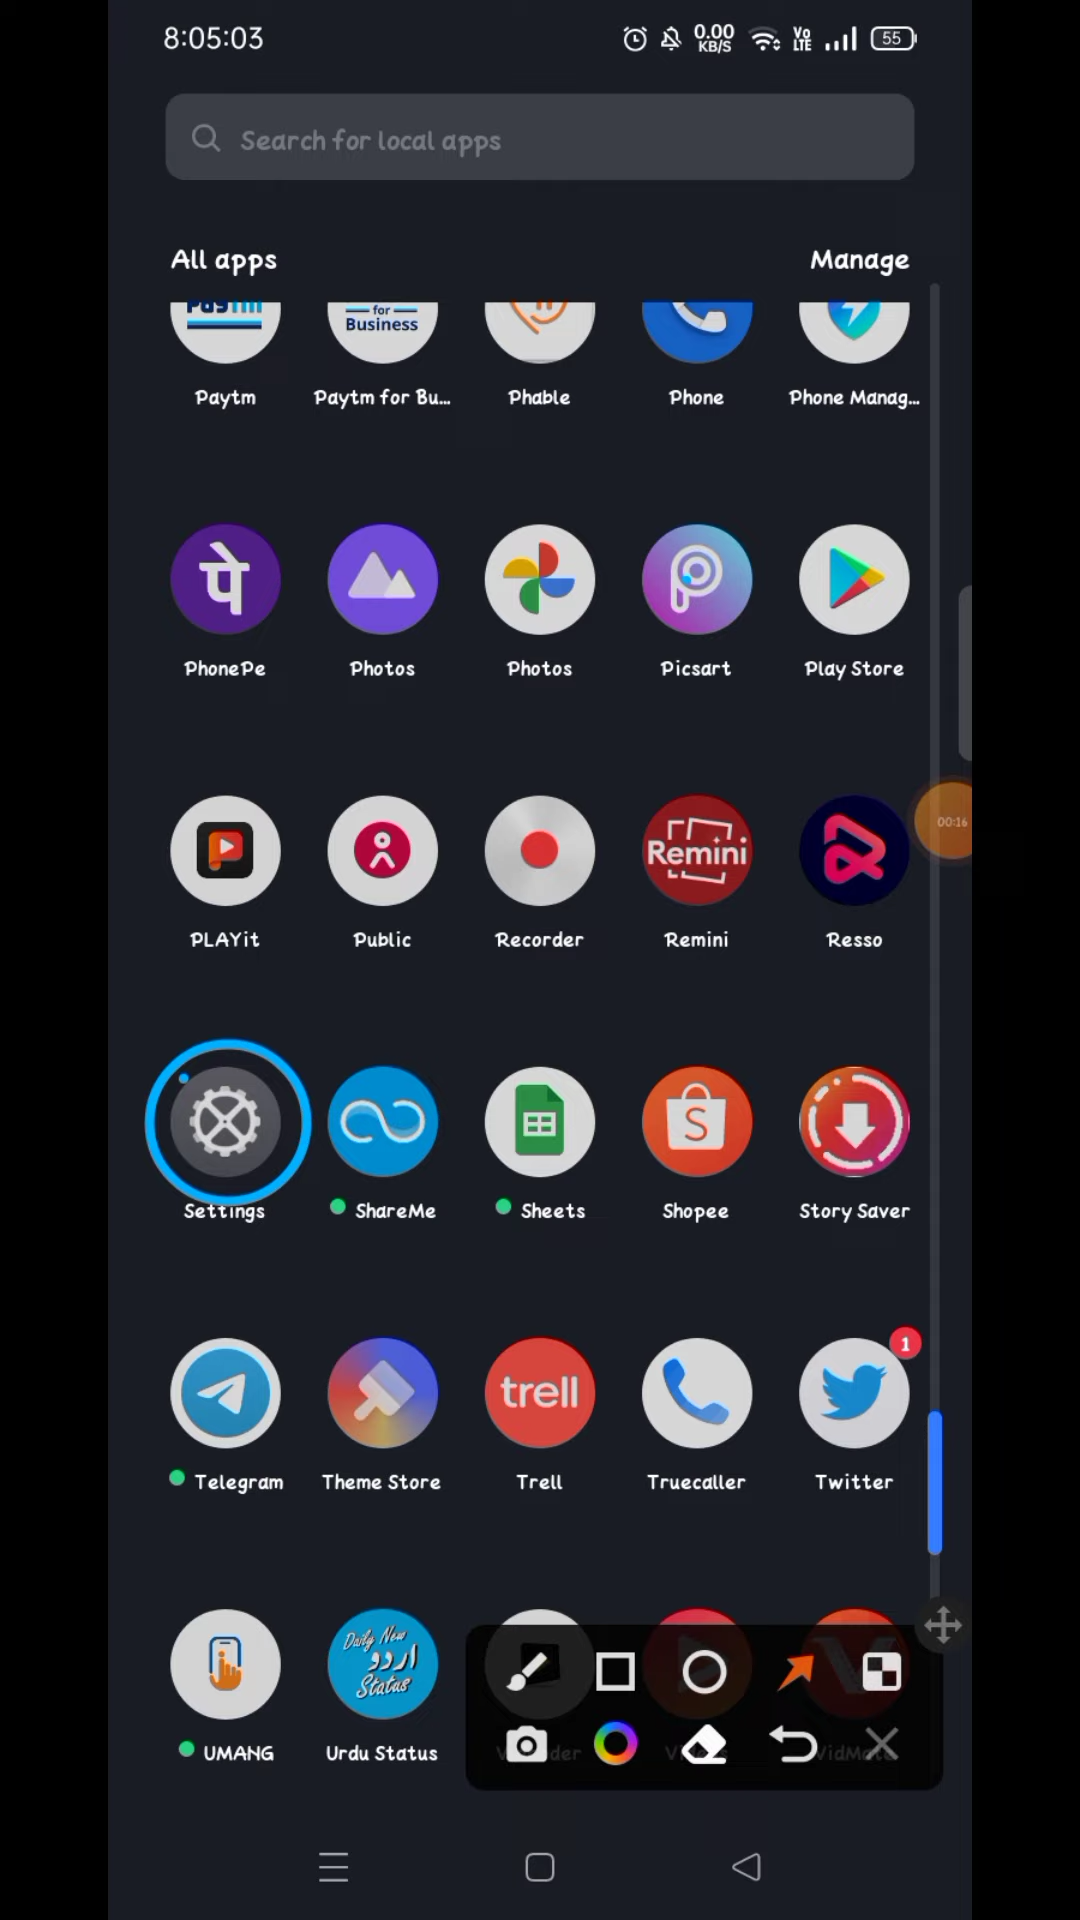 8:05:03
0.00
KB/S
Vo
LTE
55
Search for local apps
All apps
Manage
Paytm
for
Business
Paytm
Paytm for Bu...
Phable
Phone
Phone Manag...
पे
PhonePe
Photos
Photos
Picsart
Play Store
00:16
Remini
PLAYit
Public
Recorder
Remini
Resso
S
Settings
ShareMe
Sheets
Shopee
Story Saver
trell
1
Telegram
Theme Store
Trell
Truecaller
Twitter
Daily New
اردو
Status
UMANG
Urdu Status
VidMate